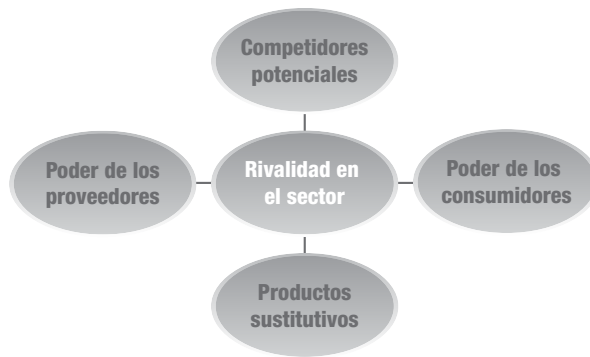 Competidores
potenciales
Poder de los
proveedores
Rivalidad en
el sector
Poder de los
consumidores
Productos
sustitutivos